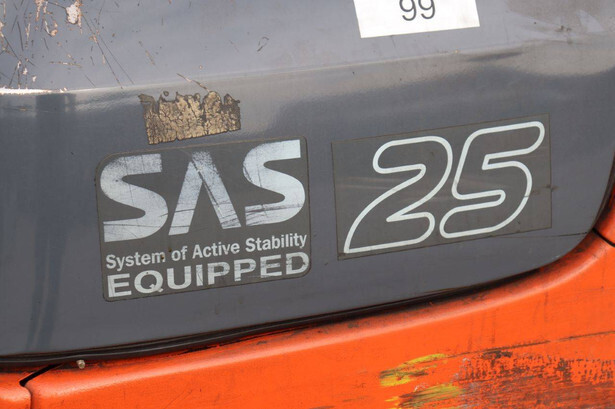 99
SAS
System of Active Stability
EQUIPPED
25